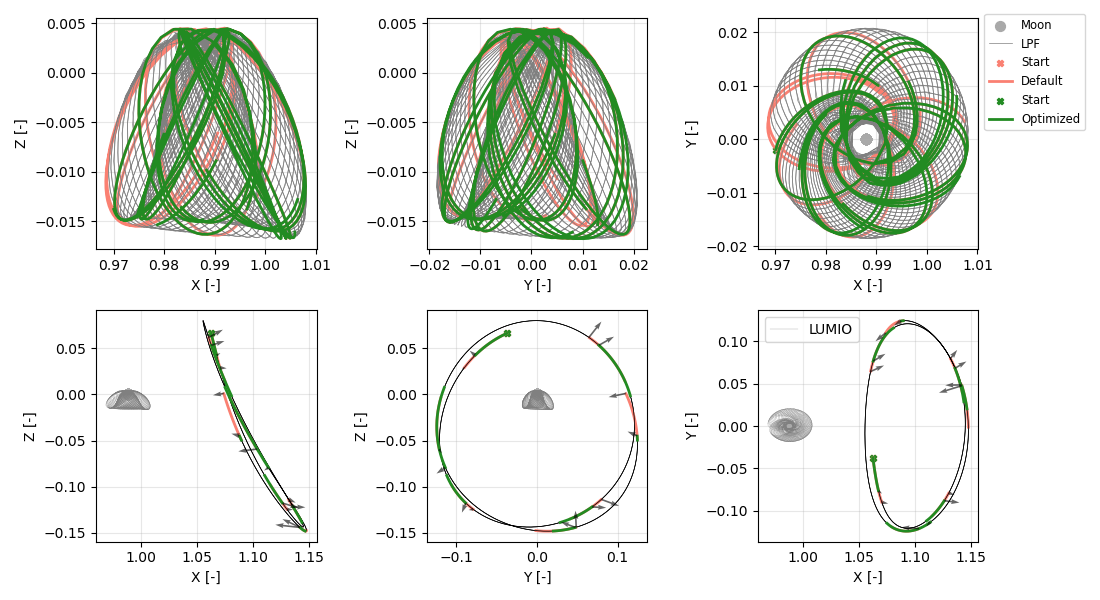 0.005
0.000
−0.005
−0.010
−0.015
Z [-]
0.97
0.98
0.99
1.00
1.01
X [-]
0.005
0.000
−0.005
−0.010
−0.015
Z [-]
−0.02
−0.01
0.00
0.01
0.02
Y [-]
0.02
0.01
0.00
−0.01
−0.02
Y [-]
0.97
0.98
0.99
1.00
1.01
X [-]
Moon
LPF
Start
Default
Start
Optimized
0.05
0.00
−0.05
−0.10
−0.15
Z [-]
1.00
1.05
1.10
1.15
X [-]
0.05
0.00
−0.05
−0.10
−0.15
Z [-]
−0.1
0.0
0.1
Y [-]
LUMIO
0.10
0.05
0.00
−0.05
−0.10
Y [-]
1.00
1.05
1.10
1.15
X [-]